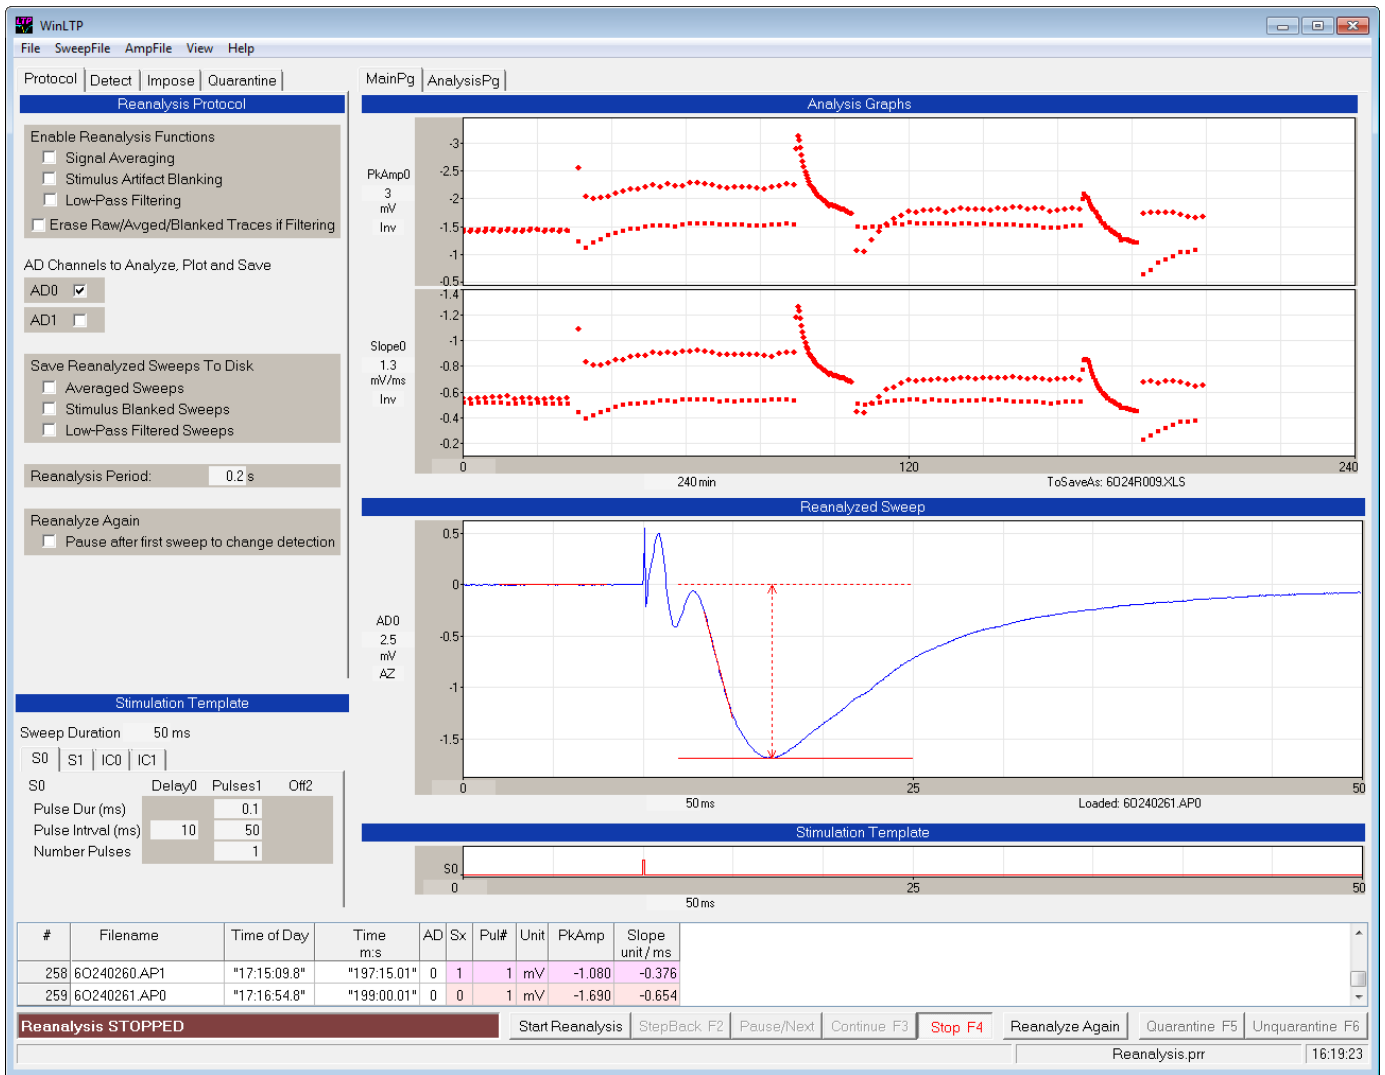 WinLTP
File SweepFile AmpFile View Help
Protocol Detect Impose Quarantine
Reanalysis Protocol
Enable Reanalysis Functions
Signal Averaging
Stimulus Artifact Blanking
Low-Pass Filtering
Erase Raw/Avged/Blanked Traces if Filtering
AD Channels to Analyze, Plot and Save
AD0
AD1
Save Reanalyzed Sweeps To Disk
Averaged Sweeps
Stimulus Blanked Sweeps
Low-Pass Filtered Sweeps
Reanalysis Period: 0.2 s
Reanalyze Again
Pause after first sweep to change detection
Stimulation Template
Sweep Duration 50 ms
S0 S1 IC0 IC1
S0 Delay0 Pulses1 Off2
Pulse Dur (ms) 0.1
Pulse Intrval (ms) 10 50
Number Pulses 1
MainPg AnalysisPg
Analysis Graphs
PkAmp0
3
mV
Inv
-3
-2.5
-2
-1.5
-1
-0.5
Slope0
1.3
mV/ms
Inv
-1.4
-1.2
-1
-0.8
-0.6
-0.4
-0.2
0 120 240
240 min ToSaveAs: 6O24R009.XLS
Reanalyzed Sweep
AD0
2.5
mV
AZ
0.5
0
-0.5
-1
-1.5
0 25 50
50 ms Loaded: 6O240261.AP0
Stimulation Template
S0
0 25 50
50 ms
# Filename Time of Day Time m:s AD Sx Pul# Unit PkAmp Slope unit / ms
258 6O240260.AP1 "17:15:09.8" "197:15.01" 0 1 1 mV -1.080 -0.376
259 6O240261.AP0 "17:16:54.8" "199:00.01" 0 0 1 mV -1.690 -0.654
Reanalysis STOPPED Start Reanalysis StepBack F2 Pause/Next Continue F3 Stop F4 Reanalyze Again Quarantine F5 Unquarantine F6
Reanalysis.prr 16:19:23